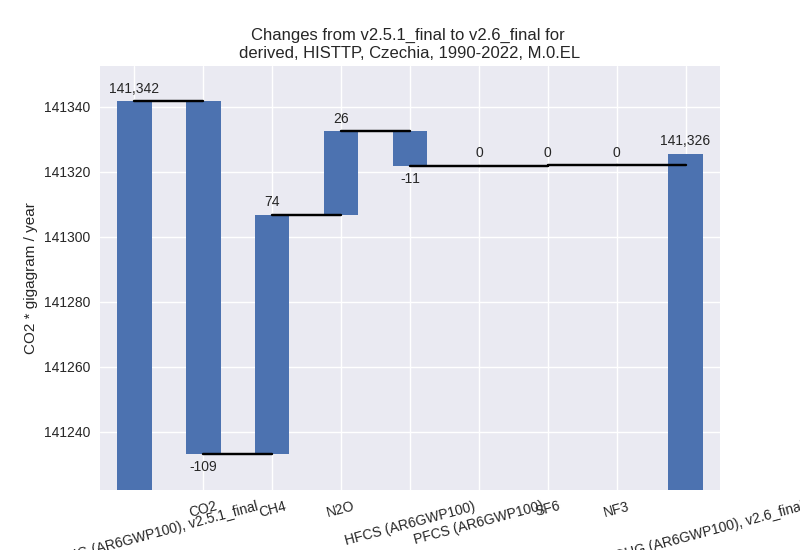 Changes from v2.5.1_final to v2.6_final for
derived, HISTTP, Czechia, 1990-2022, M.0.EL
CO2 * gigagram / year
141340
141320
141300
141280
141260
141240
141,342
-109
74
26
-11
0
0
0
141,326
(AR6GWP100), v2.5.1_final
CO2
CH4
N2O
HFCS (AR6GWP100)
PFCS (AR6GWP100)
SF6
NF3
(AR6GWP100), v2.6_final